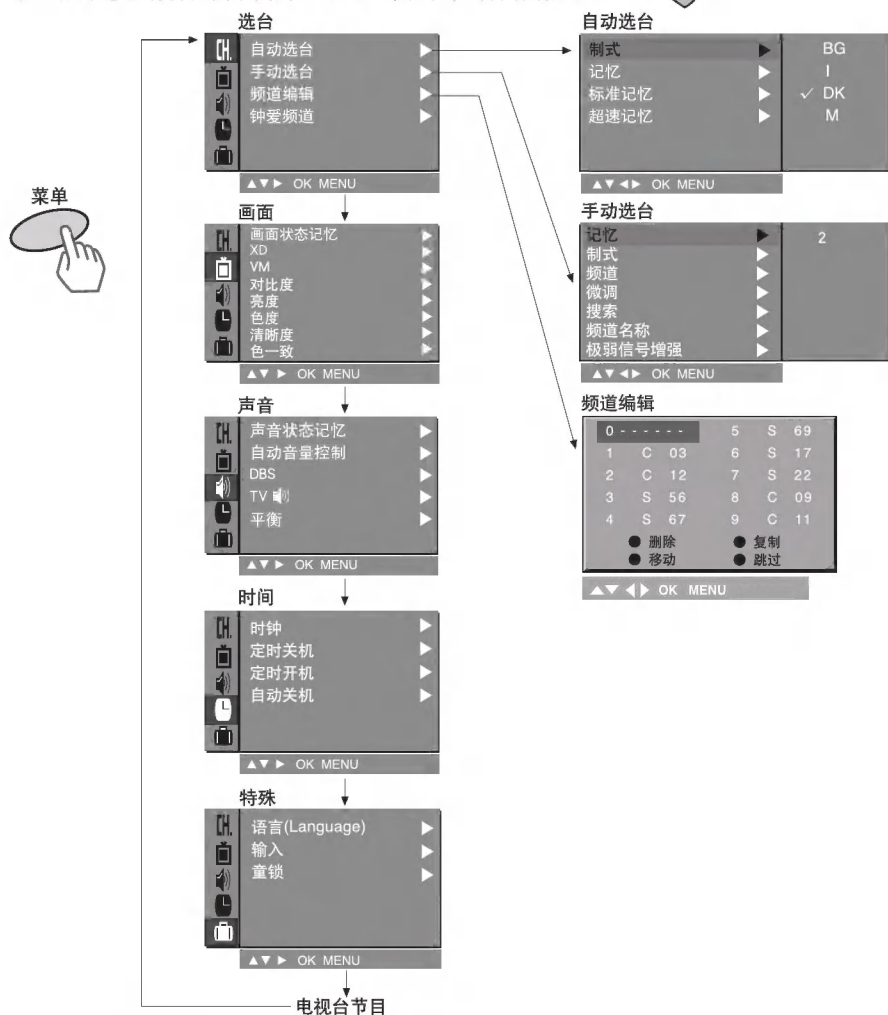 菜单
选台
CH.
自动选台
手动选台
频道编辑
钟爱频道
▲▼ ▶ OK MENU
画面
CH.
画面状态记忆
XD
VM
对比度
亮度
色度
清晰度
色一致
▲▼ ▶ OK MENU
声音
CH.
声音状态记忆
自动音量控制
DBS
TV
平衡
▲▼ ▶ OK MENU
时间
CH.
时钟
定时关机
定时开机
自动关机
▲▼ ▶ OK MENU
特殊
CH.
语言(Language)
输入
童锁
▲▼ ▶ OK MENU
电视台节目
自动选台
制式 BG
记忆 I
标准记忆 ✓ DK
超速记忆 M
▲▼ ◀▶ OK MENU
手动选台
记忆 2
制式
频道
微调
搜索
频道名称
极弱信号增强
▲▼ ◀▶ OK MENU
频道编辑
0 - - - - - - 5 S 69
1 C 03 6 S 17
2 C 12 7 S 22
3 S 56 8 C 09
4 S 67 9 C 11
● 删除 ● 复制
● 移动 ● 跳过
▲▼ ◀▶ OK MENU